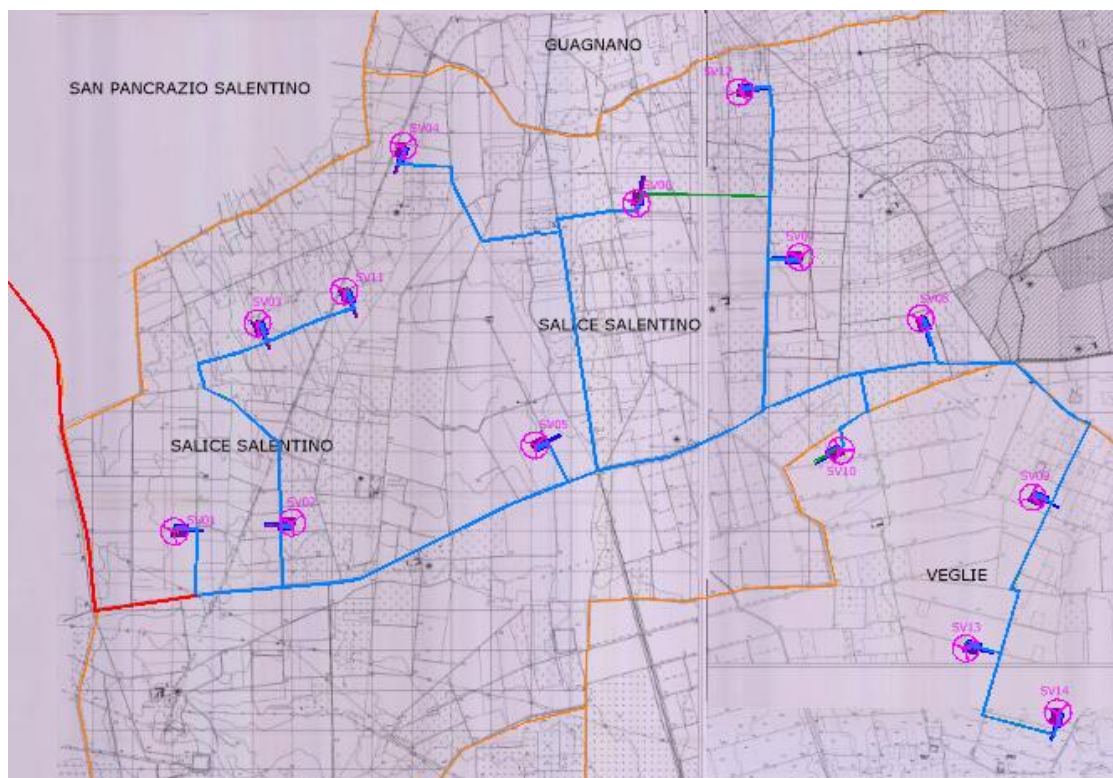 GUAGNANO
SAN PANCRAZIO SALENTINO
SV12
SV04
SV06
SV11
SV03
SV08
SALICE SALENTINO
SV05
SALICE SALENTINO
SV10
SV09
SV02
SV01
VEGLIE
SV13
SV14